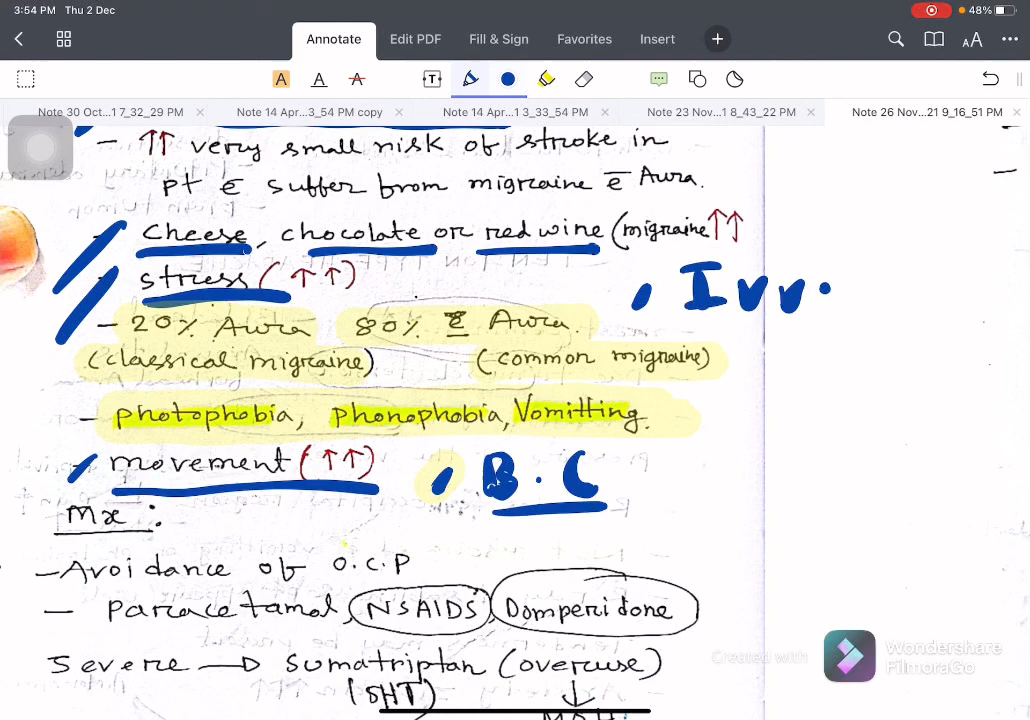 3:54 PM Thu 2 Dec
48%
Annotate Edit PDF Fill & Sign Favorites Insert
Note 30 Oct...1 7_32_29 PM
Note 14 Apr...3_54 PM copy
Note 14 Apr...1 3_33_54 PM
Note 23 Nov...1 8_43_22 PM
Note 26 Nov...21 9_16_51 PM
- ↑↑ very small risk of stroke in
pt c̄ suffer from migraine c̄ Aura.
- Cheese, chocolate or red wine (migraine ↑↑
- stress (↑↑)
I v v .
- 20% Aura 80% c̄ Aura.
(classical migraine) (common migraine)
- photophobia, phonophobia, Vomitting.
- movement (↑↑)
B. C
Mx :
- Avoidance of O.C.P
- Paracetamol, NSAIDS, Domperidone
Severe → Sumatriptan (overuse)
(5HT) ↓
Created with
Wondershare
FilmoraGo